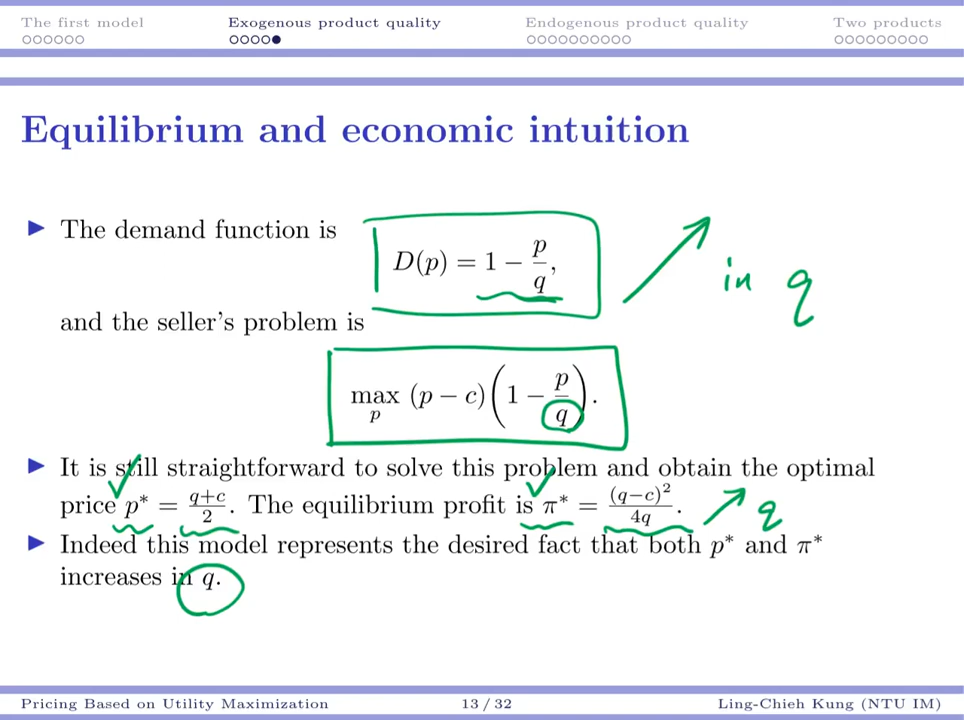 The first model Exogenous product quality Endogenous product quality Two products
Equilibrium and economic intuition
▶ The demand function is
D(p) = 1 − p/q,
in q
and the seller's problem is
max_p (p − c)(1 − p/q).
▶ It is still straightforward to solve this problem and obtain the optimal
price p* = (q+c)/2. The equilibrium profit is π* = (q−c)²/4q.
q
▶ Indeed this model represents the desired fact that both p* and π*
increases in q.
Pricing Based on Utility Maximization 13 / 32 Ling-Chieh Kung (NTU IM)